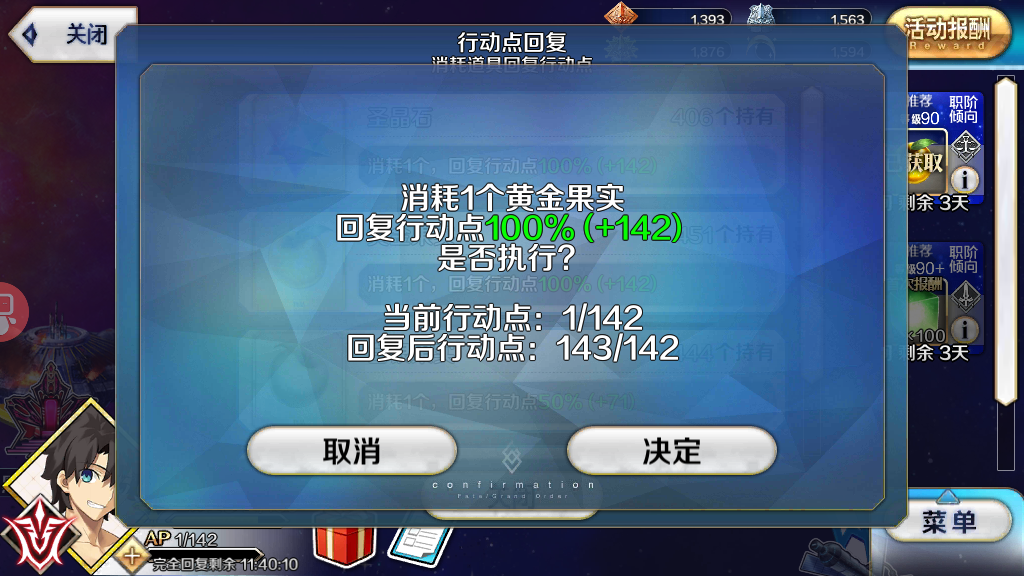 关闭
1,393
1,563
活动报酬
Reward
行动点回复
消耗道具回复行动点
1876
1594
圣晶石
406个持有
消耗1个，回复行动点100% (+142)
推荐
职阶
级90
倾向
获取
剩余 3天
消耗1个黄金果实
回复行动点100% (+142)
是否执行？
51个持有
消耗1个，回复行动点100% (+142)
推荐
职阶
级90+
倾向
次报酬
×100
剩余 3天
当前行动点：1/142
回复后行动点：143/142
44个持有
消耗1个，回复行动点50% (+71)
取消
决定
confirmation
Fate/Grand Order
菜单
AP 1/142
完全回复剩余 11:40:10